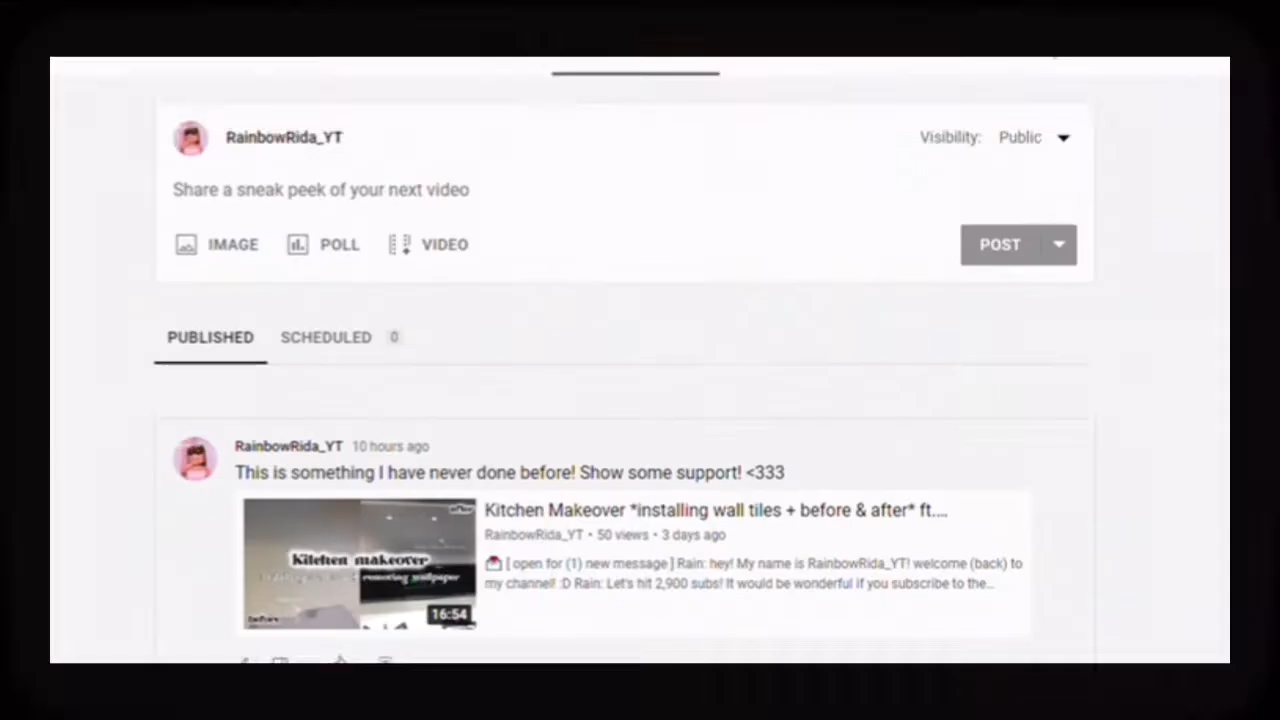 RainbowRida_YT
Visibility: Public
Share a sneak peek of your next video
IMAGE POLL VIDEO
POST
PUBLISHED SCHEDULED 0
RainbowRida_YT 10 hours ago
This is something I have never done before! Show some support! <333
Kitchen Makeover *installing wall tiles + before & after* ft....
RainbowRida_YT • 50 views • 3 days ago
[ open for (1) new message ] Rain: hey! My name is RainbowRida_YT! welcome (back) to
my channel! :D Rain: Let's hit 2,900 subs! It would be wonderful if you subscribe to the...
after
Kitchen makeover
removing wallpaper
before
16:54